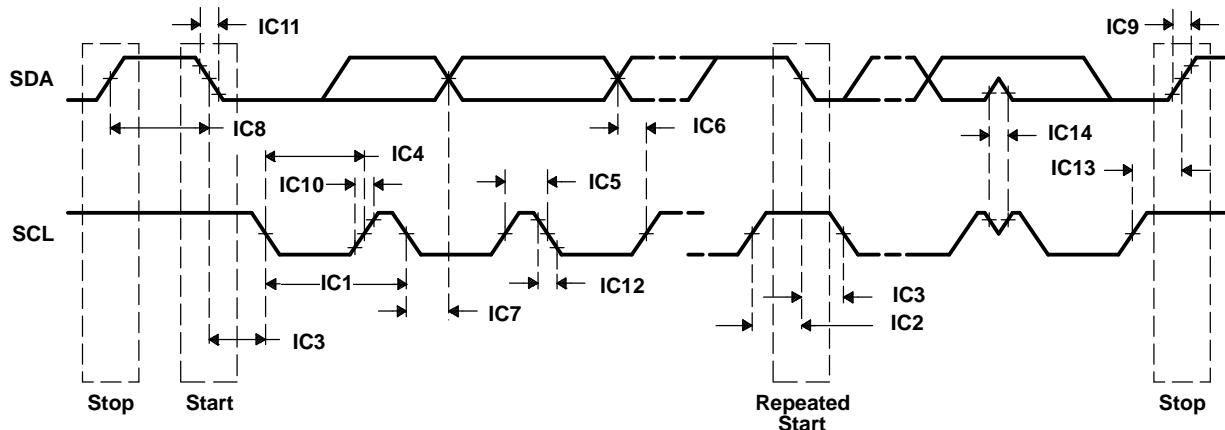 IC11
IC9
SDA
IC8
IC6
IC14
IC4
IC10
IC5
IC13
SCL
IC1
IC12
IC3
IC7
IC2
IC3
Stop
Start
Repeated
Start
Stop